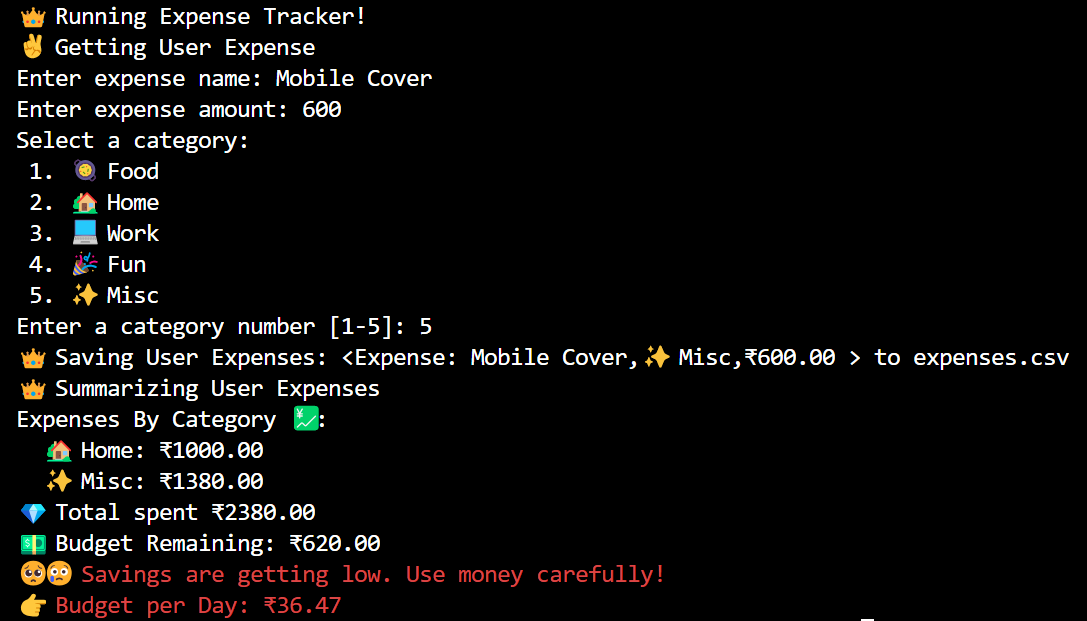 👑 Running Expense Tracker!
✌ Getting User Expense
Enter expense name: Mobile Cover
Enter expense amount: 600
Select a category:
1. 🥘 Food
2. 🏡 Home
3. 💻 Work
4. 🎉 Fun
5. ✨ Misc
Enter a category number [1-5]: 5
👑 Saving User Expenses: <Expense: Mobile Cover,✨ Misc,₹600.00 > to expenses.csv
👑 Summarizing User Expenses
Expenses By Category 💹:
🏡 Home: ₹1000.00
✨ Misc: ₹1380.00
💎 Total spent ₹2380.00
💵 Budget Remaining: ₹620.00
🥺😢 Savings are getting low. Use money carefully!
👉 Budget per Day: ₹36.47